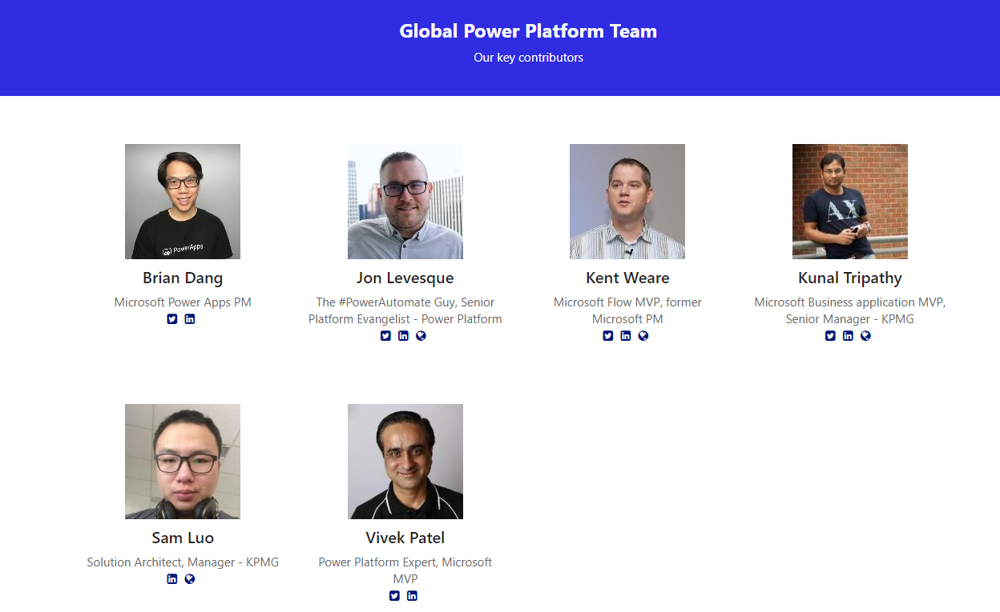 Global Power Platform Team
Our key contributors
PowerApps
AX
Brian Dang
Jon Levesque
Kent Weare
Kunal Tripathy
Microsoft Power Apps PM
The #PowerAutomate Guy, Senior
Platform Evangelist - Power Platform
Microsoft Flow MVP, former
Microsoft PM
Microsoft Business application MVP,
Senior Manager - KPMG
Sam Luo
Vivek Patel
Solution Architect, Manager - KPMG
Power Platform Expert, Microsoft
MVP